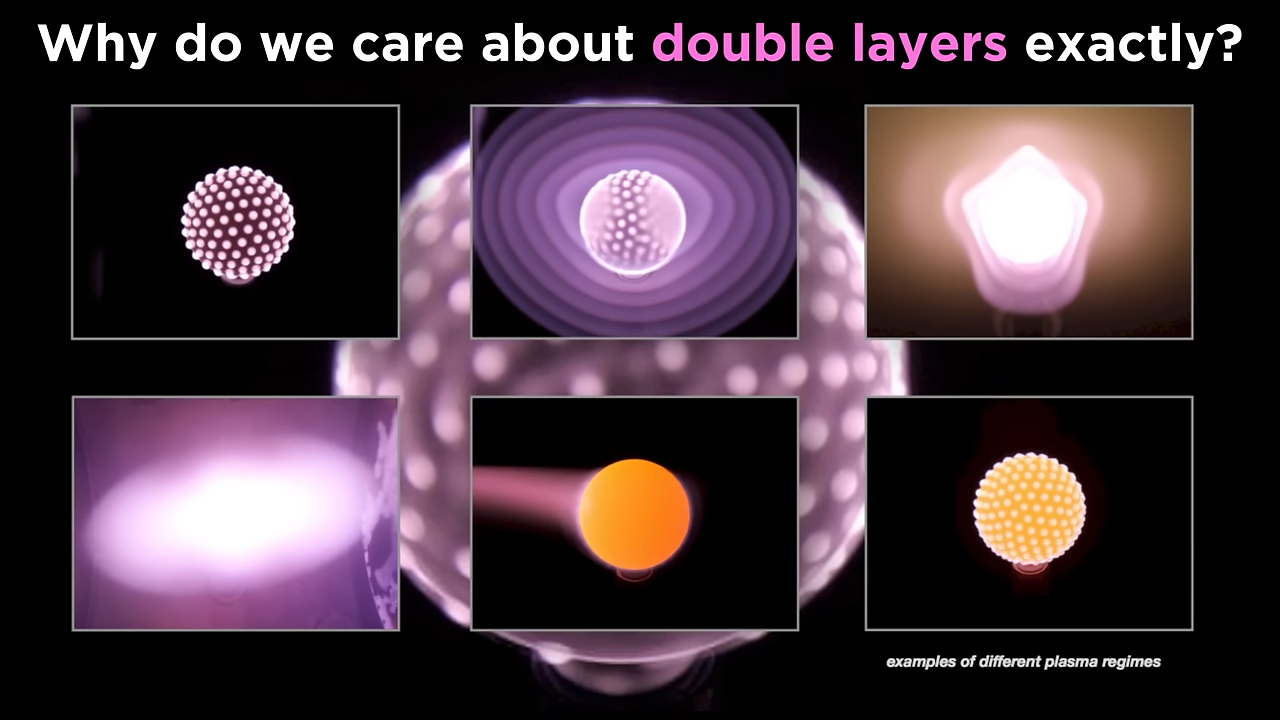 Why do we care about double layers exactly?
examples of different plasma regimes